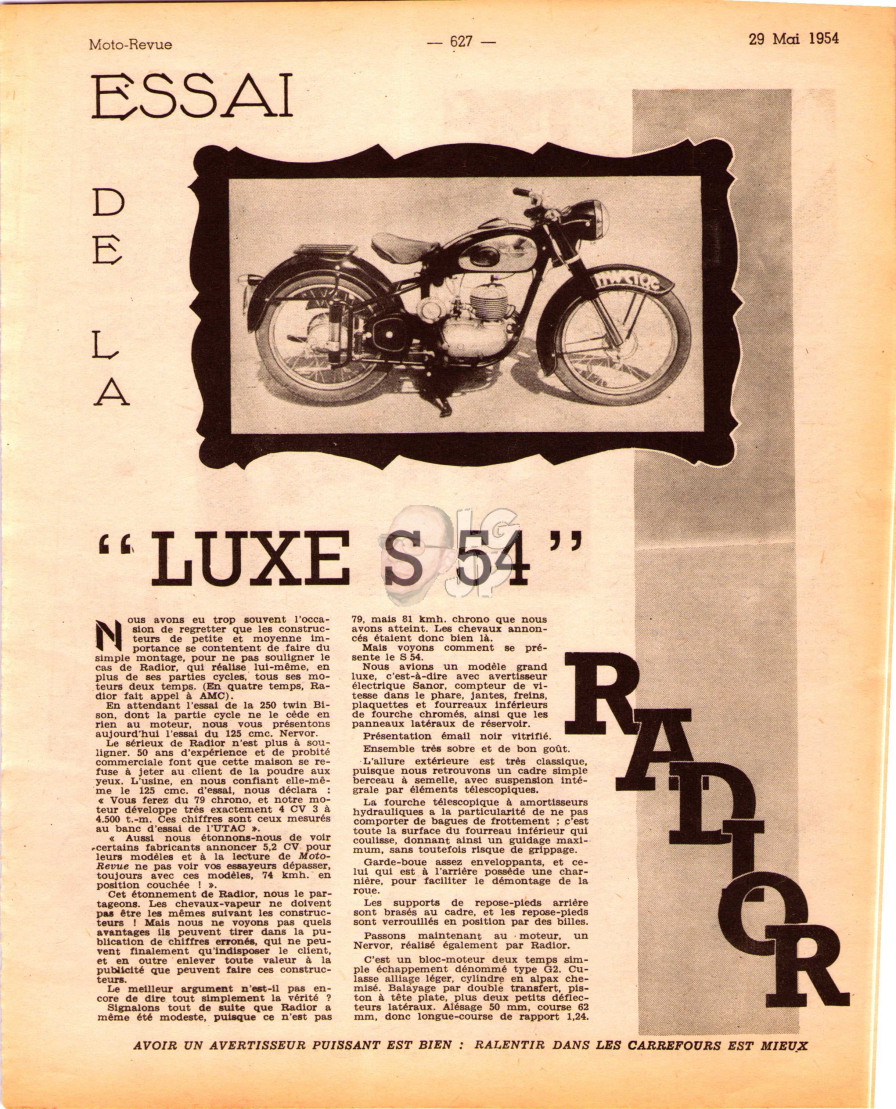 Moto-Revue — 627 — 29 Mai 1954
ESSAI
DE
LA
“ LUXE S 54 ”
RADIOR
JG
JP
Nous avons eu trop souvent l'occa-
sion de regretter que les construc-
teurs de petite et moyenne im-
portance se contentent de faire du
simple montage, pour ne pas souligner le
cas de Radior, qui réalise lui-même, en
plus de ses parties cycles, tous ses mo-
teurs deux temps. (En quatre temps, Ra-
dior fait appel à AMC).
En attendant l'essai de la 250 twin Bi-
son, dont la partie cycle ne le cède en
rien au moteur, nous vous présentons
aujourd'hui l'essai du 125 cmc. Nervor.
Le sérieux de Radior n'est plus à sou-
ligner. 50 ans d'expérience et de probité
commerciale font que cette maison se re-
fuse à jeter au client de la poudre aux
yeux. L'usine, en nous confiant elle-mê-
me le 125 cmc. d'essai, nous déclara :
« Vous ferez du 79 chrono, et notre mo-
teur développe très exactement 4 CV 3 à
4.500 t.-m. Ces chiffres sont ceux mesurés
au banc d'essai de l'UTAC ».
« Aussi nous étonnons-nous de voir
certains fabricants annoncer 5,2 CV pour
leurs modèles et à la lecture de Moto-
Revue ne pas voir vos essayeurs dépasser,
toujours avec ces modèles, 74 kmh. en
position couchée ! ».
Cet étonnement de Radior, nous le par-
tageons. Les chevaux-vapeur ne doivent
pas être les mêmes suivant les construc-
teurs ! Mais nous ne voyons pas quels
avantages ils peuvent tirer dans la pu-
blication de chiffres erronés, qui ne peu-
vent finalement qu'indisposer le client,
et en outre enlever toute valeur à la
publicité que peuvent faire ces construc-
teurs.
Le meilleur argument n'est-il pas en-
core de dire tout simplement la vérité ?
Signalons tout de suite que Radior a
même été modeste, puisque ce n'est pas
79, mais 81 kmh. chrono que nous
avons atteint. Les chevaux annon-
cés étaient donc bien là.
Mais voyons comment se pré-
sente le S 54.
Nous avions un modèle grand
luxe, c'est-à-dire avec avertisseur
électrique Sanor, compteur de vi-
tesse dans le phare, jantes, freins,
plaquettes et fourreaux inférieurs
de fourche chromés, ainsi que les
panneaux latéraux de réservoir.
Présentation émail noir vitrifié.
Ensemble très sobre et de bon goût.
L'allure extérieure est très classique,
puisque nous retrouvons un cadre simple
berceau à semelle, avec suspension inté-
grale par éléments télescopiques.
La fourche télescopique à amortisseurs
hydrauliques a la particularité de ne pas
comporter de bagues de frottement : c'est
toute la surface du fourreau inférieur qui
coulisse, donnant ainsi un guidage maxi-
mum, sans toutefois risque de grippage.
Garde-boue assez enveloppants, et ce-
lui qui est à l'arrière possède une char-
nière, pour faciliter le démontage de la
roue.
Les supports de repose-pieds arrière
sont brasés au cadre, et les repose-pieds
sont verrouillés en position par des billes.
Passons maintenant au moteur, un
Nervor, réalisé également par Radior.
C'est un bloc-moteur deux temps sim-
ple échappement dénommé type G2. Cu-
lasse alliage léger, cylindre en alpax che-
misé. Balayage par double transfert, pis-
ton à tête plate, plus deux petits déflec-
teurs latéraux. Alésage 50 mm, course 62
mm, donc longue-course de rapport 1,24.
AVOIR UN AVERTISSEUR PUISSANT EST BIEN : RALENTIR DANS LES CARREFOURS EST MIEUX